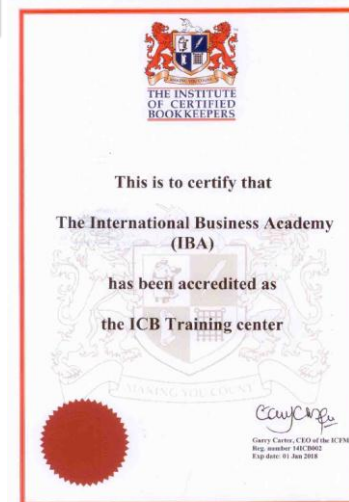 THE INSTITUTE
OF CERTIFIED
BOOKKEEPERS
This is to certify that
The International Business Academy
(IBA)
has been accredited as
the ICB Training center
MAKING YOU COUNT
Garry Carter, CEO of the ICFM
Reg. number 14ICB002
Exp date: 01 Jan 2018